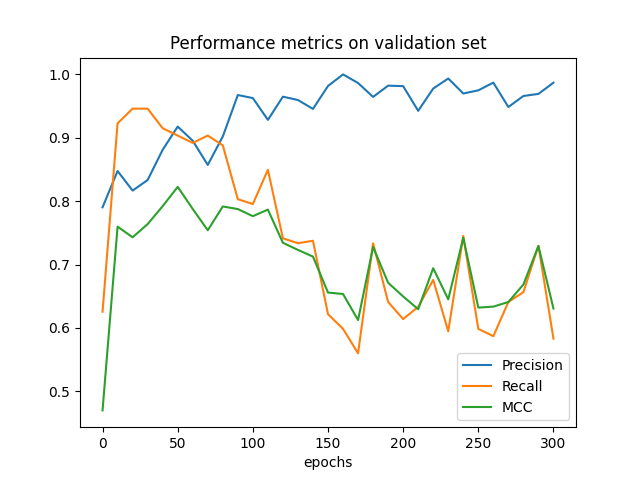 Performance metrics on validation set
1.0
0.9
0.8
0.7
0.6
0.5
Precision
Recall
MCC
0 50 100 150 200 250 300
epochs